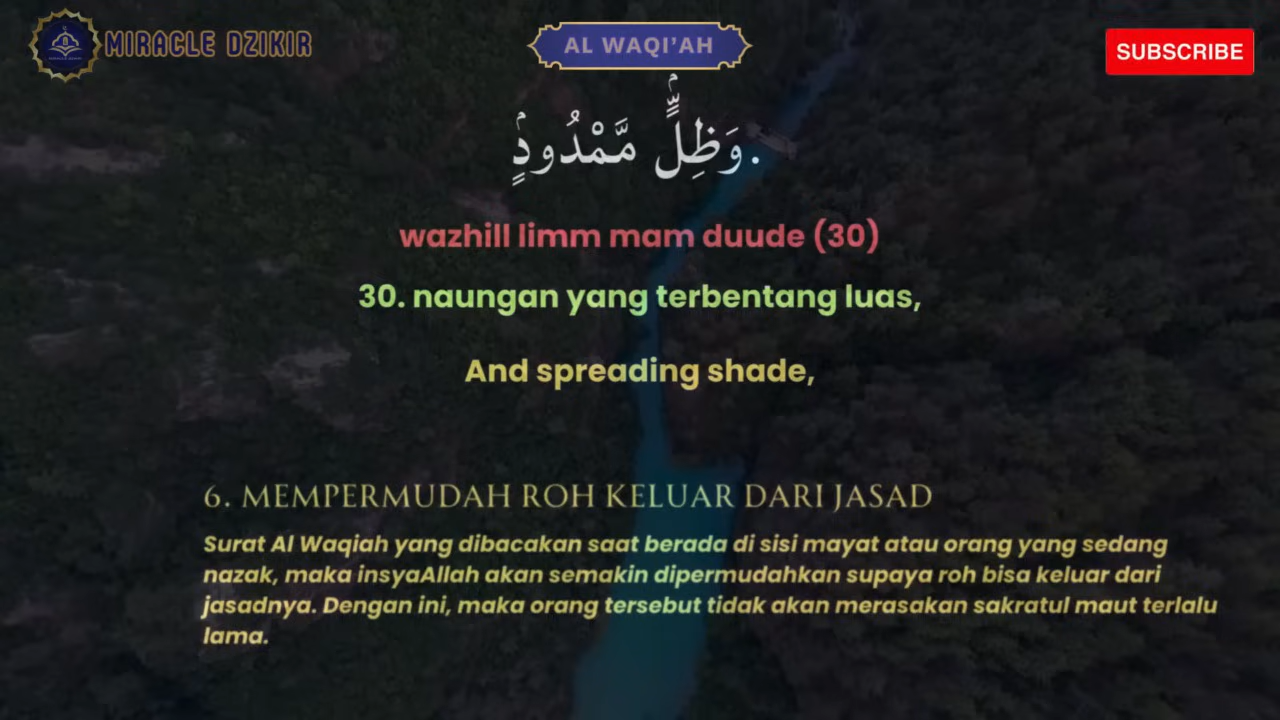 MIRACLE DZIKIR
AL WAQI'AH
SUBSCRIBE
وَظِلٍّ مَّمْدُودٍ.
wazhill limm mam duude (30)
30. naungan yang terbentang luas,
And spreading shade,
6. MEMPERMUDAH ROH KELUAR DARI JASAD
Surat Al Waqiah yang dibacakan saat berada di sisi mayat atau orang yang sedang
nazak, maka insyaAllah akan semakin dipermudahkan supaya roh bisa keluar dari
jasadnya. Dengan ini, maka orang tersebut tidak akan merasakan sakratul maut terlalu
lama.